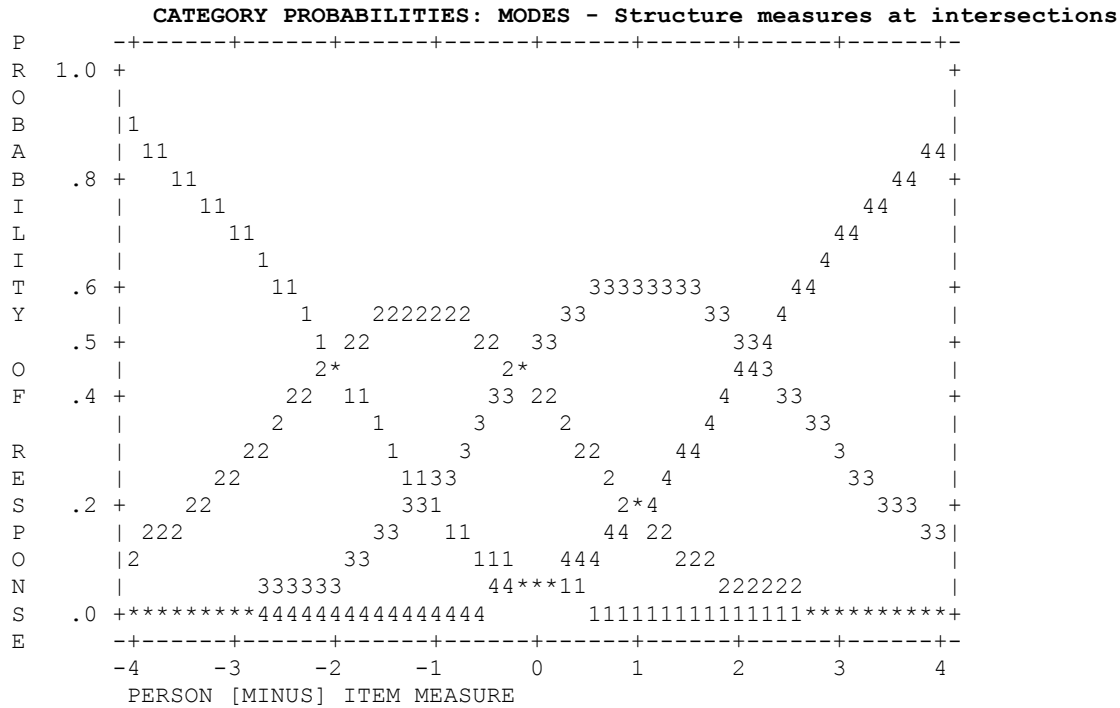 CATEGORY PROBABILITIES: MODES - Structure measures at intersections
P      -+------+------+------+------+------+------+------+------+-
R  1.0 +                                                         +
O      |                                                         |
B      |1                                                        |
A      | 11                                                    44|
B   .8 +   11                                                44  +
I      |     11                                            44    |
L      |       11                                        44      |
I      |         1                                      4        |
T   .6 +          11                    33333333      44         +
Y      |            1    2222222      33        33   4           |
    .5 +             1 22       22  33            334            +
O      |             2*           2*              443            |
F   .4 +           22  11        33 22           4   33          +
       |          2      1      3     2         4      33        |
R      |        22        1    3       22     44         3       |
E      |      22           1133          2   4            33     |
S   .2 +    22             331            2*4               333  +
P      | 222             33   11         44 22                 33|
O      |2              33       111   444     222                |
N      |         333333          44***11         222222          |
S   .0 +*********4444444444444444       111111111111111**********+
E      -+------+------+------+------+------+------+------+------+-
       -4     -3     -2     -1      0      1      2      3      4
        PERSON [MINUS] ITEM MEASURE